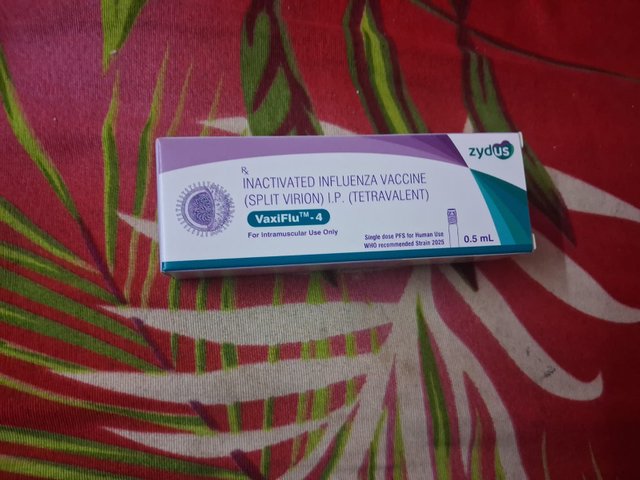 zydus
Rx
INACTIVATED INFLUENZA VACCINE
(SPLIT VIRION) I.P. (TETRAVALENT)
VaxiFlu™-4
For Intramuscular Use Only
Single dose PFS for Human Use
WHO recommended Strain 2025
0.5 mL